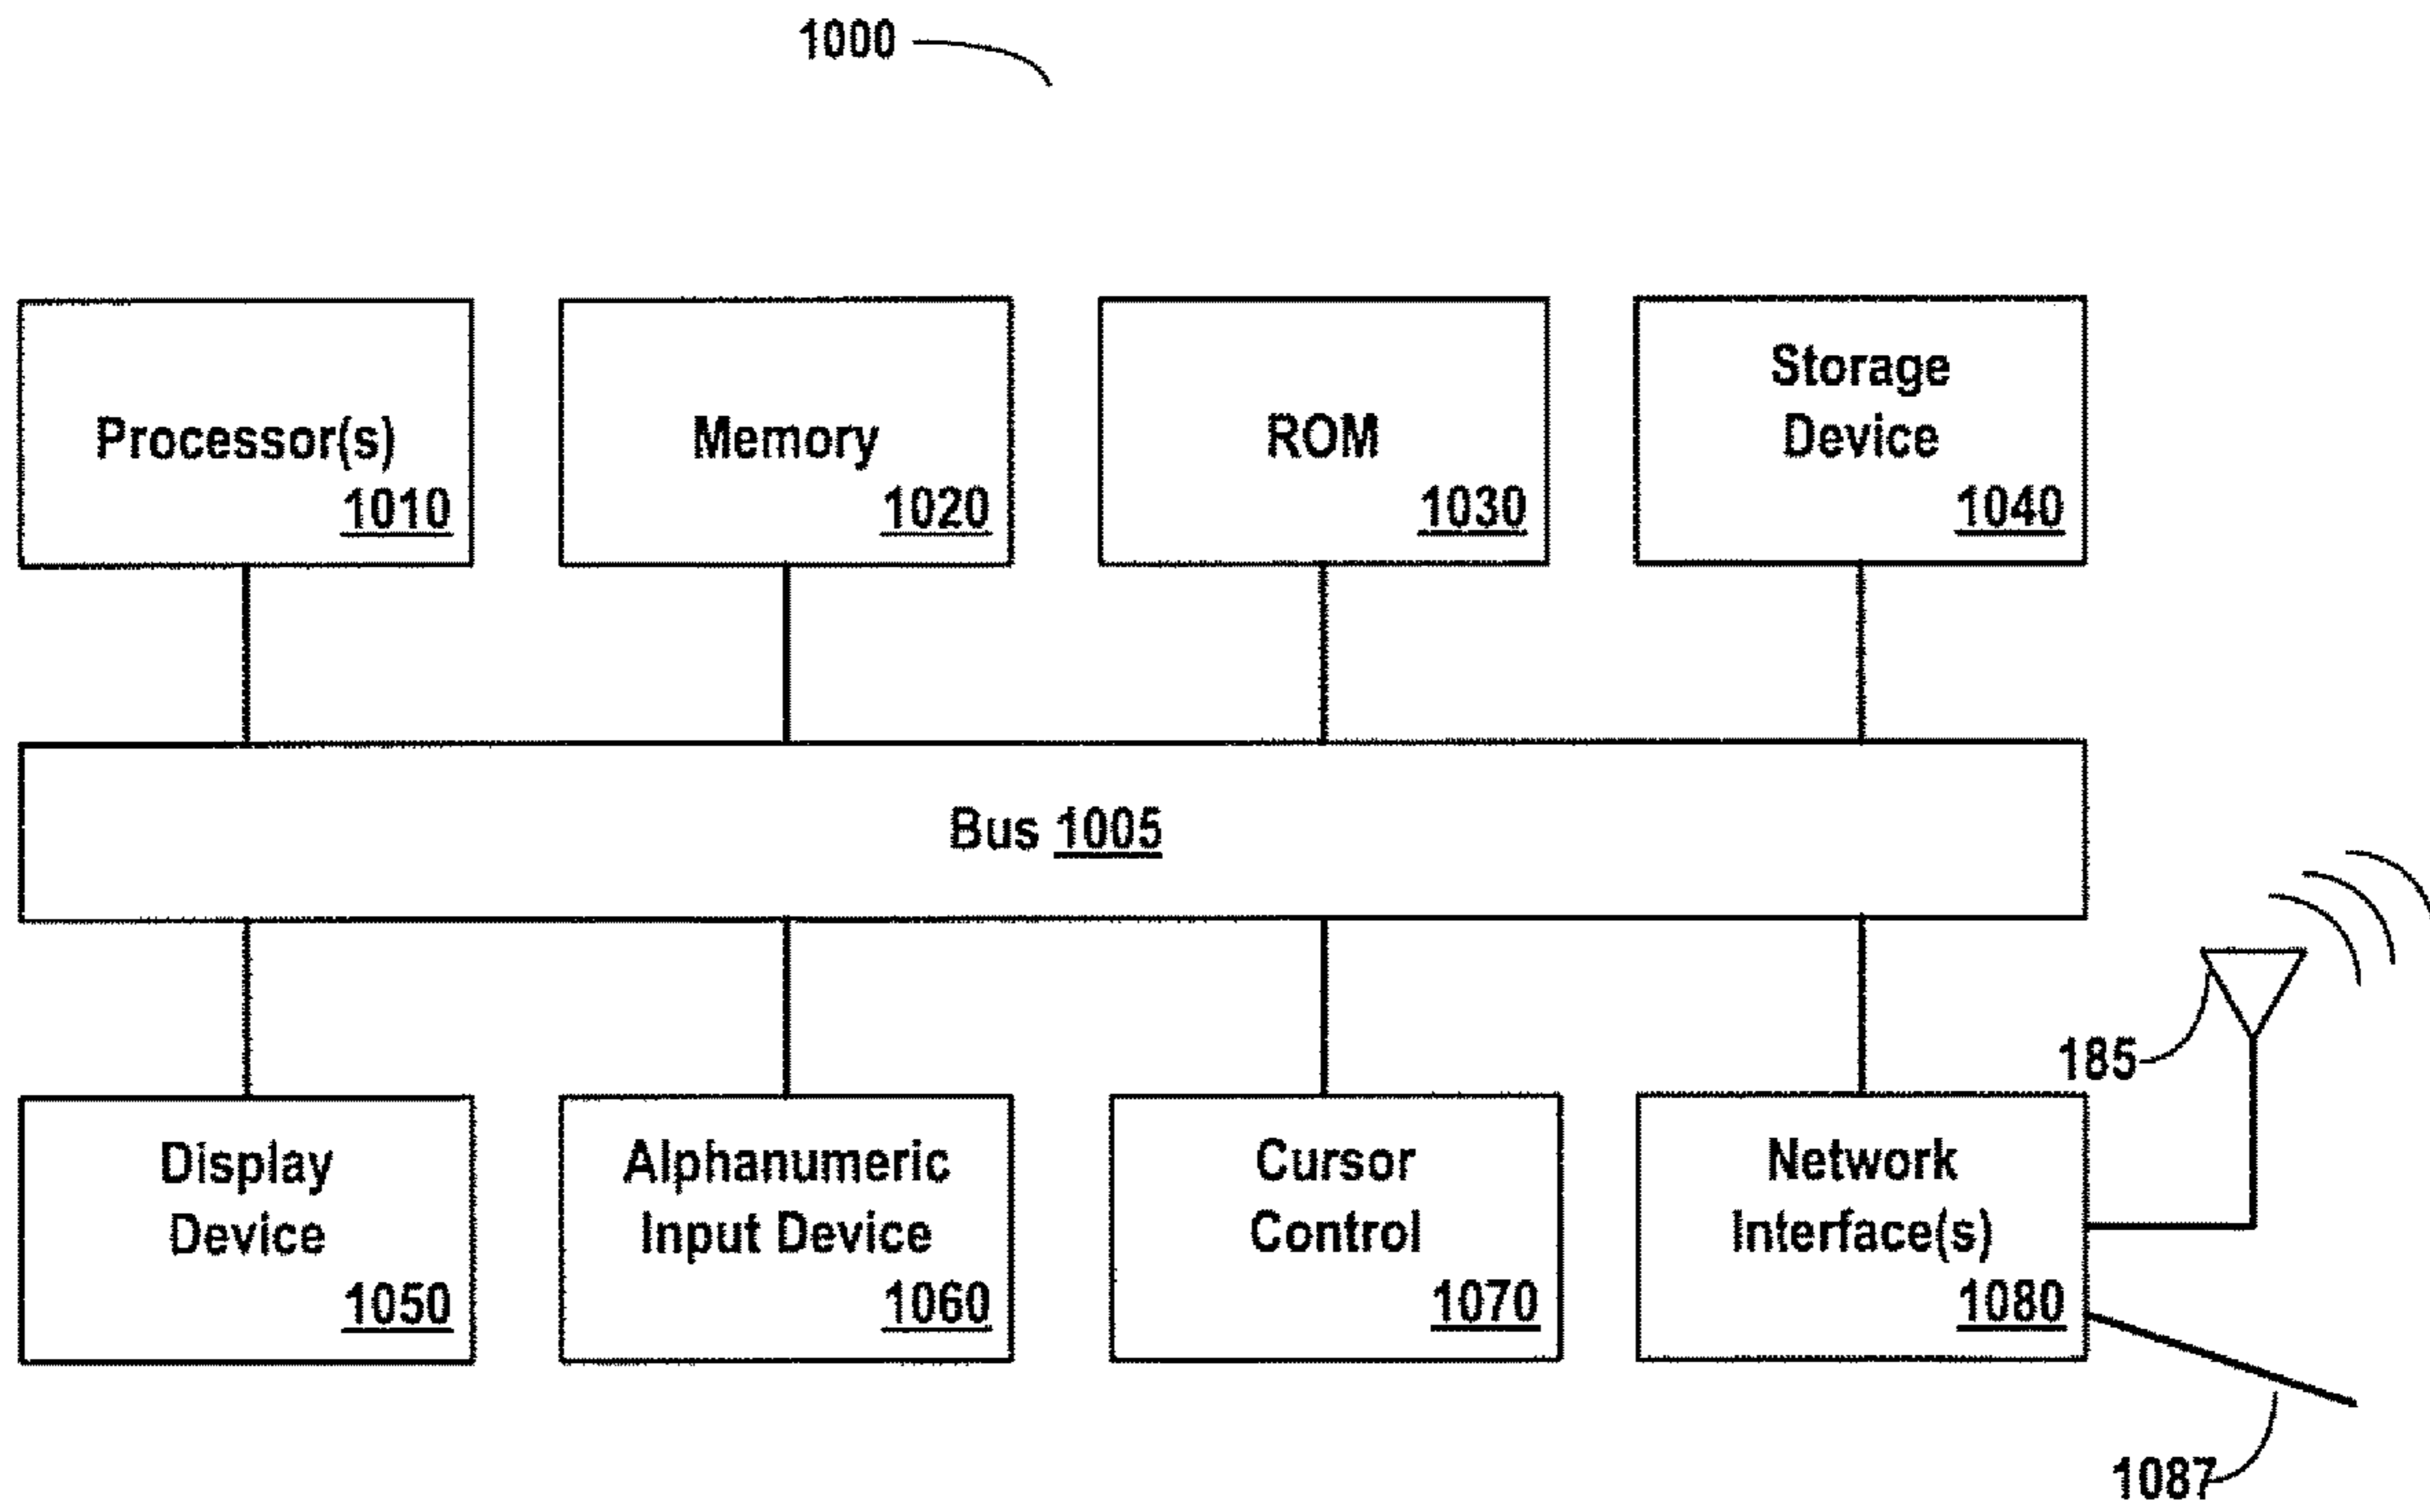 1000
Processor(s)
1010
Memory
1020
ROM
1030
Storage
Device
1040
Bus 1005
185
Display
Device
1050
Alphanumeric
Input Device
1060
Cursor
Control
1070
Network
Interface(s)
1080
1087